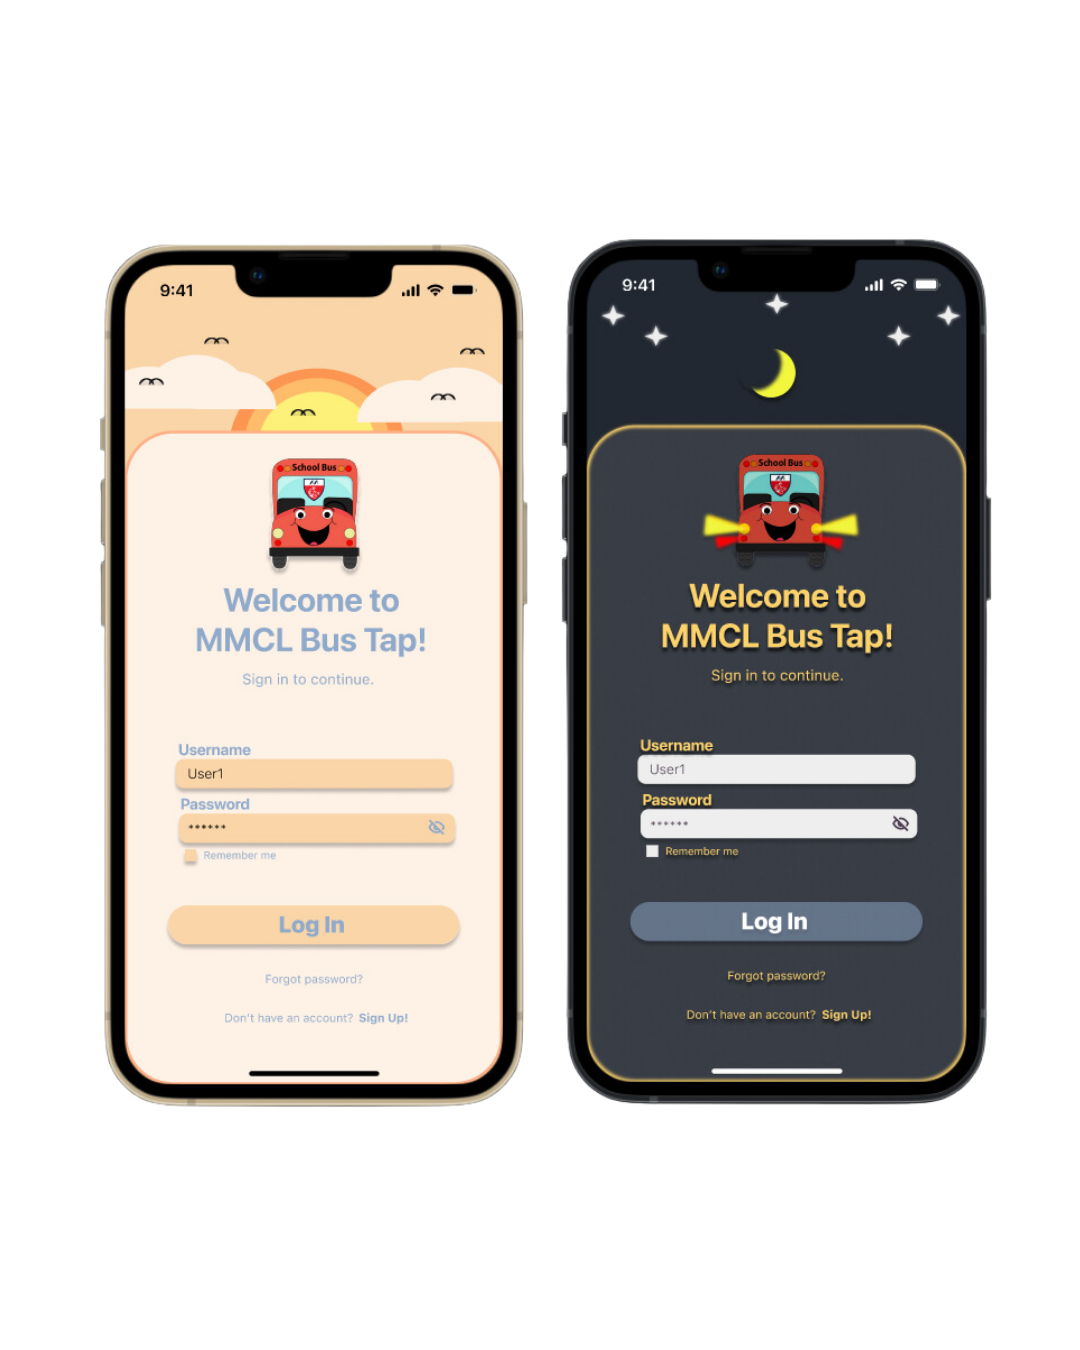 9:41
School Bus
Welcome to
MMCL Bus Tap!
Sign in to continue.
Username
User1
Password
******
Remember me
Log In
Forgot password?
Don't have an account? Sign Up!
9:41
School Bus
Welcome to
MMCL Bus Tap!
Sign in to continue.
Username
User1
Password
******
Remember me
Log In
Forgot password?
Don't have an account? Sign Up!